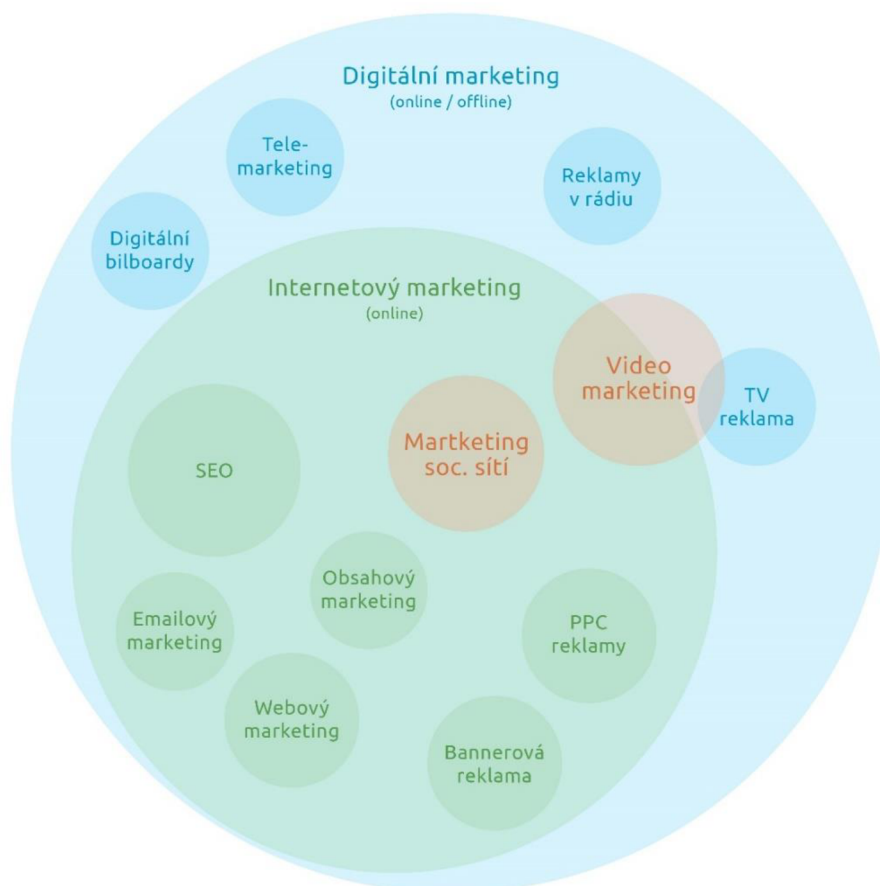 Digitální marketing
(online / offline)
Tele-
marketing
Reklamy
v rádiu
Digitální
bilboardy
Internetový marketing
(online)
Video
marketing
TV
reklama
Martketing
soc. sítí
SEO
Obsahový
marketing
Emailový
marketing
PPC
reklamy
Webový
marketing
Bannerová
reklama